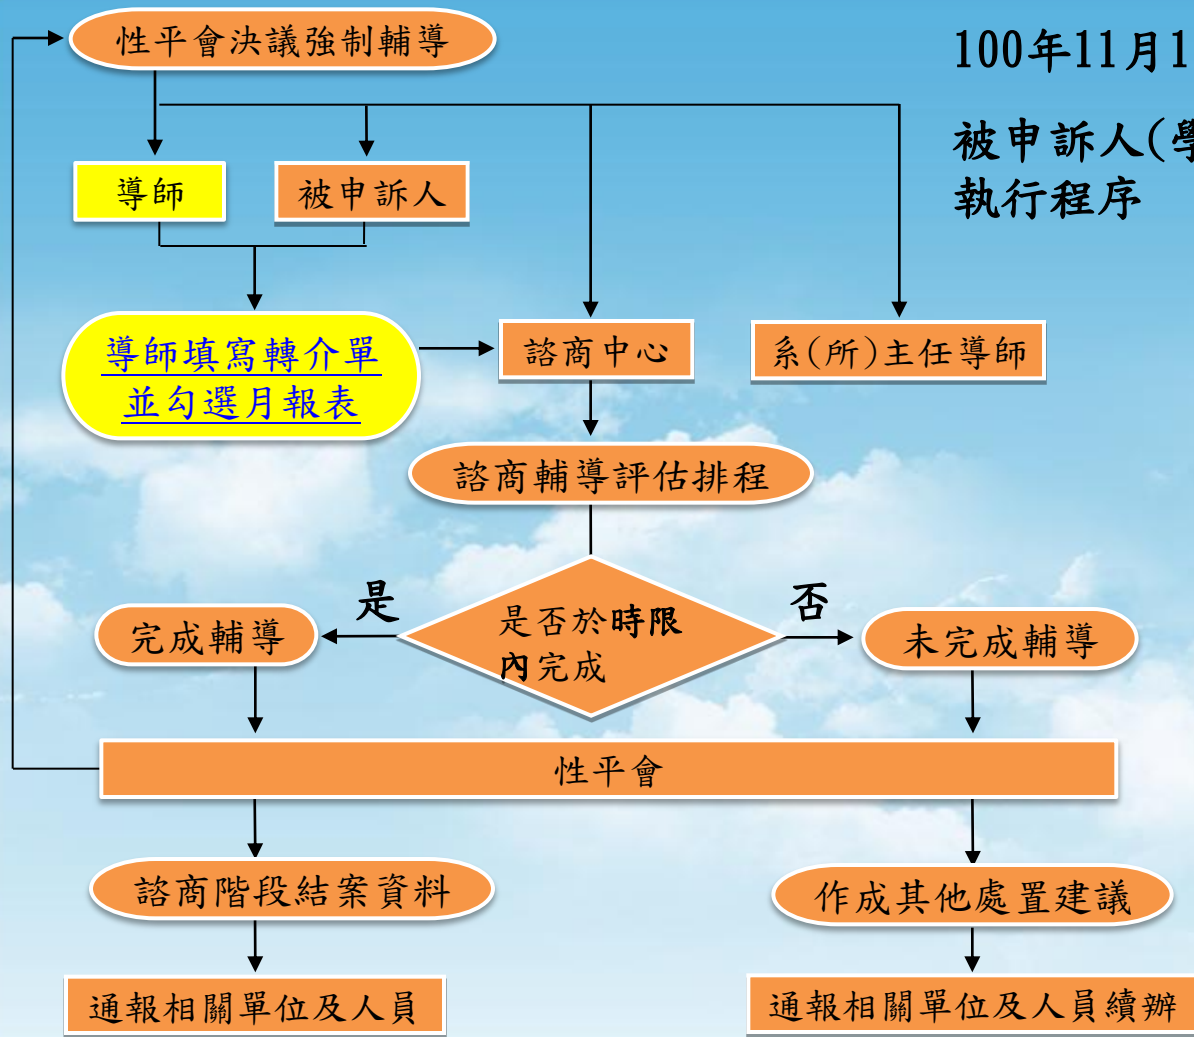 性平會決議強制輔導
100年11月1
被申訴人(學
執行程序
導師
被申訴人
導師填寫轉介單
並勾選月報表
諮商中心
系(所)主任導師
諮商輔導評估排程
是
否
完成輔導
是否於時限
內完成
未完成輔導
性平會
諮商階段結案資料
作成其他處置建議
通報相關單位及人員
通報相關單位及人員續辦